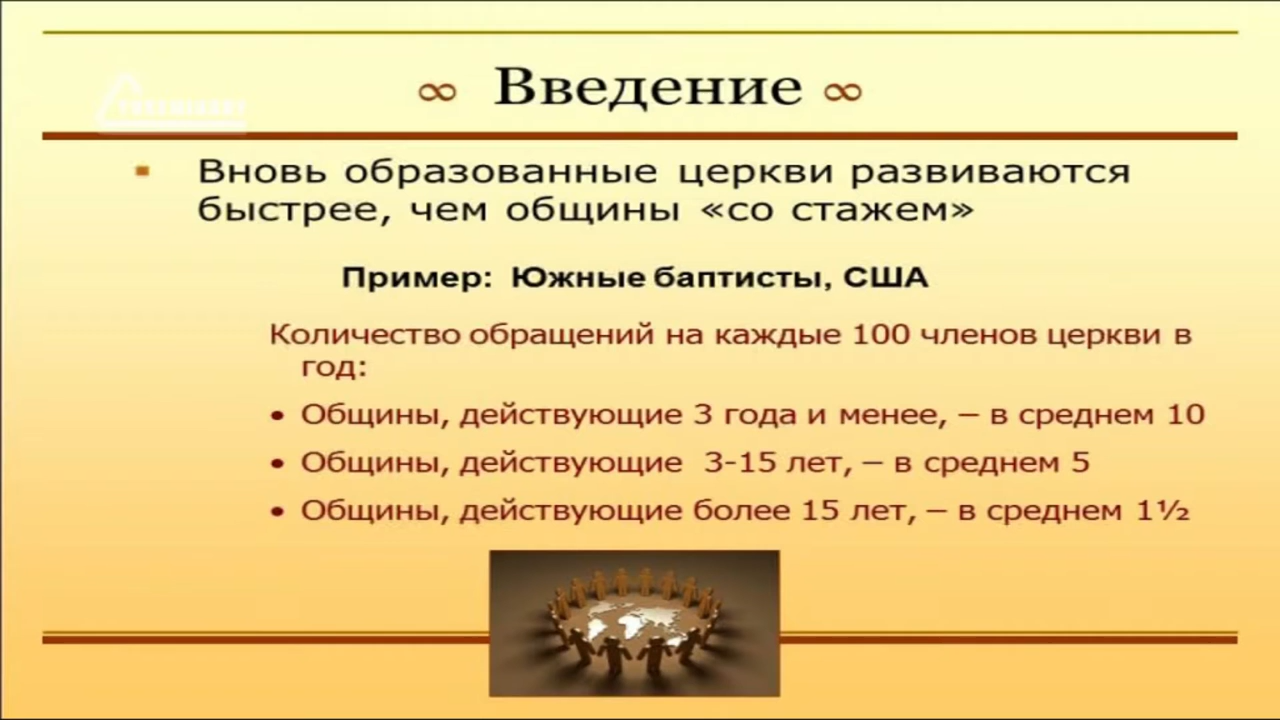 ∞ Введение ∞
▪ Вновь образованные церкви развиваются
быстрее, чем общины «со стажем»
Пример: Южные баптисты, США
Количество обращений на каждые 100 членов церкви в
год:
• Общины, действующие 3 года и менее, – в среднем 10
• Общины, действующие 3-15 лет, – в среднем 5
• Общины, действующие более 15 лет, – в среднем 1½